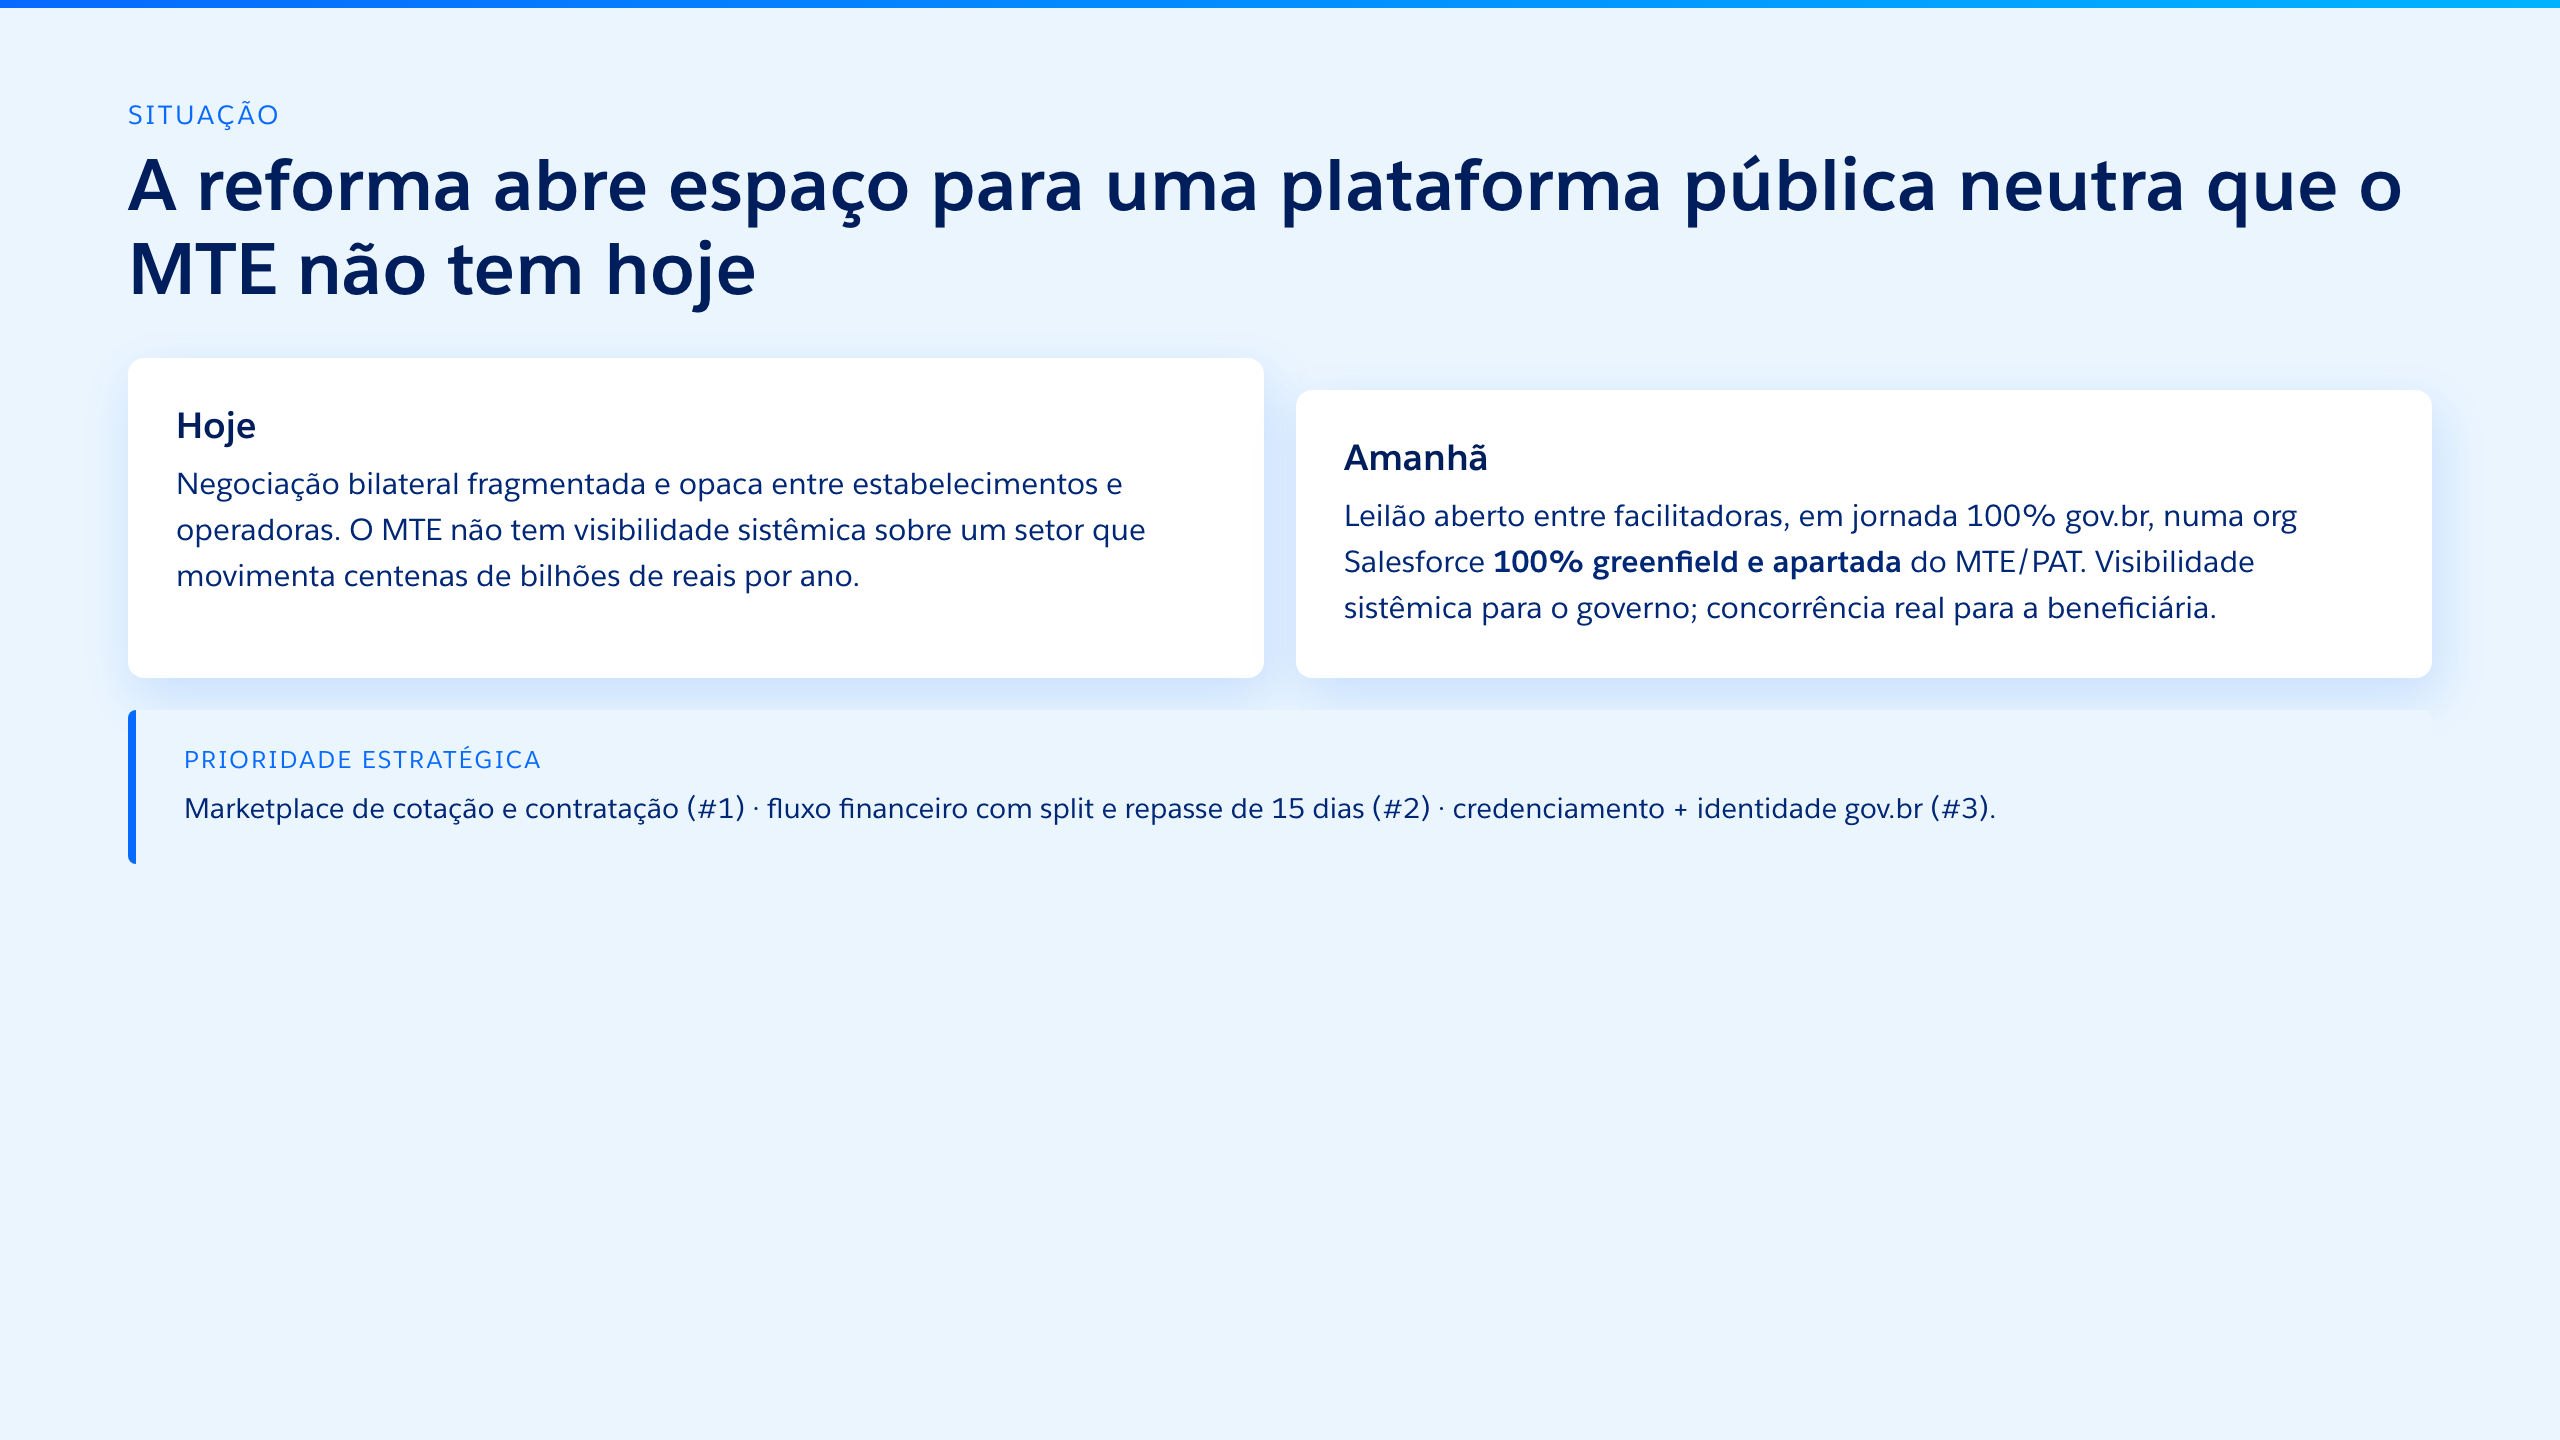 SITUAÇÃO
A reforma abre espaço para uma plataforma pública neutra que o
MTE não tem hoje
Hoje
Negociação bilateral fragmentada e opaca entre estabelecimentos e
operadoras. O MTE não tem visibilidade sistêmica sobre um setor que
movimenta centenas de bilhões de reais por ano.
Amanhã
Leilão aberto entre facilitadoras, em jornada 100% gov.br, numa org
Salesforce 100% greenfield e apartada do MTE/PAT. Visibilidade
sistêmica para o governo; concorrência real para a beneficiária.
PRIORIDADE ESTRATÉGICA
Marketplace de cotação e contratação (#1) · fluxo financeiro com split e repasse de 15 dias (#2) · credenciamento + identidade gov.br (#3).